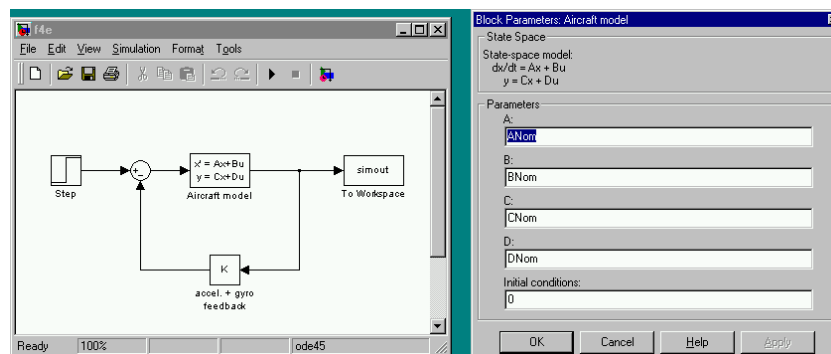 f4e
File Edit View Simulation Format Tools
Step
+
-
x' = Ax+Bu
y = Cx+Du
Aircraft model
simout
To Workspace
K
accel. + gyro
feedback
Ready 100% ode45
Block Parameters: Aircraft model
State Space
State-space model:
dx/dt = Ax + Bu
y = Cx + Du
Parameters
A:
ANom
B:
BNom
C:
CNom
D:
DNom
Initial conditions:
0
OK Cancel Help Apply